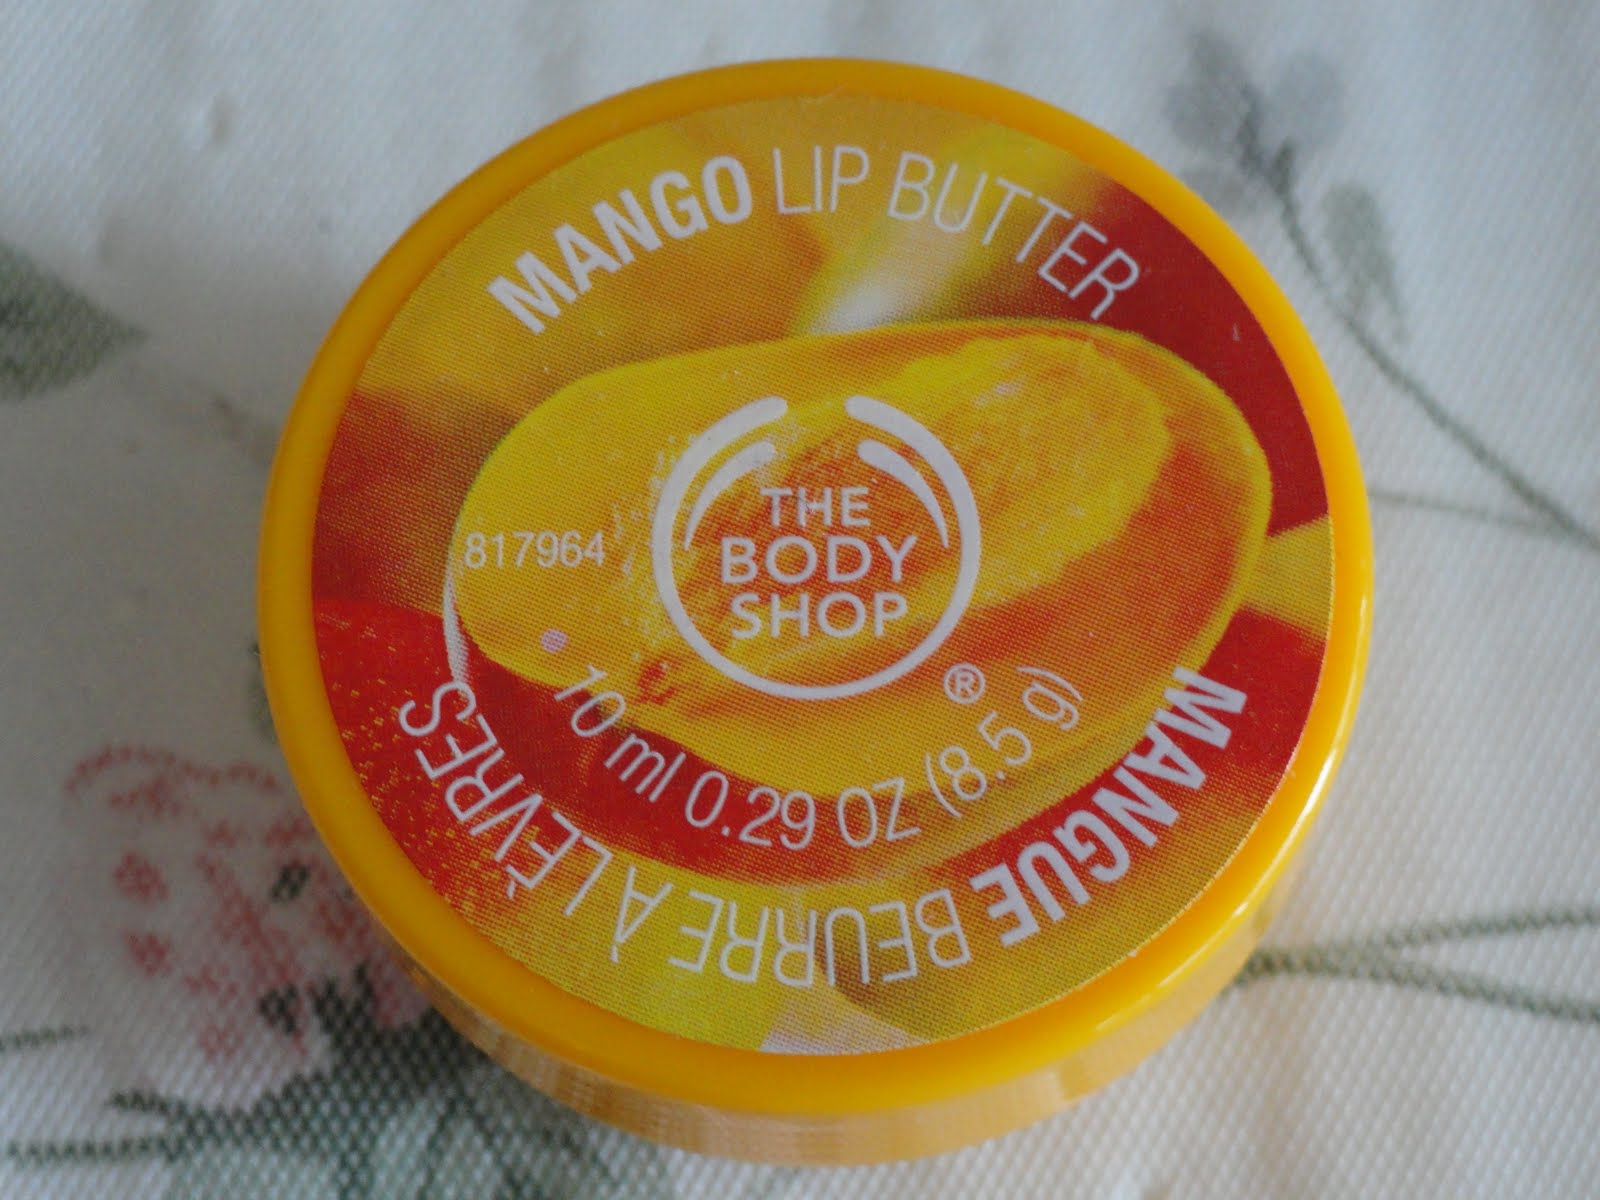 MANGO LIP BUTTER
THE
BODY
SHOP
®
817964
10 ml 0.29 OZ (8.5 g)
MANGUE BEURRE À LÈVRES